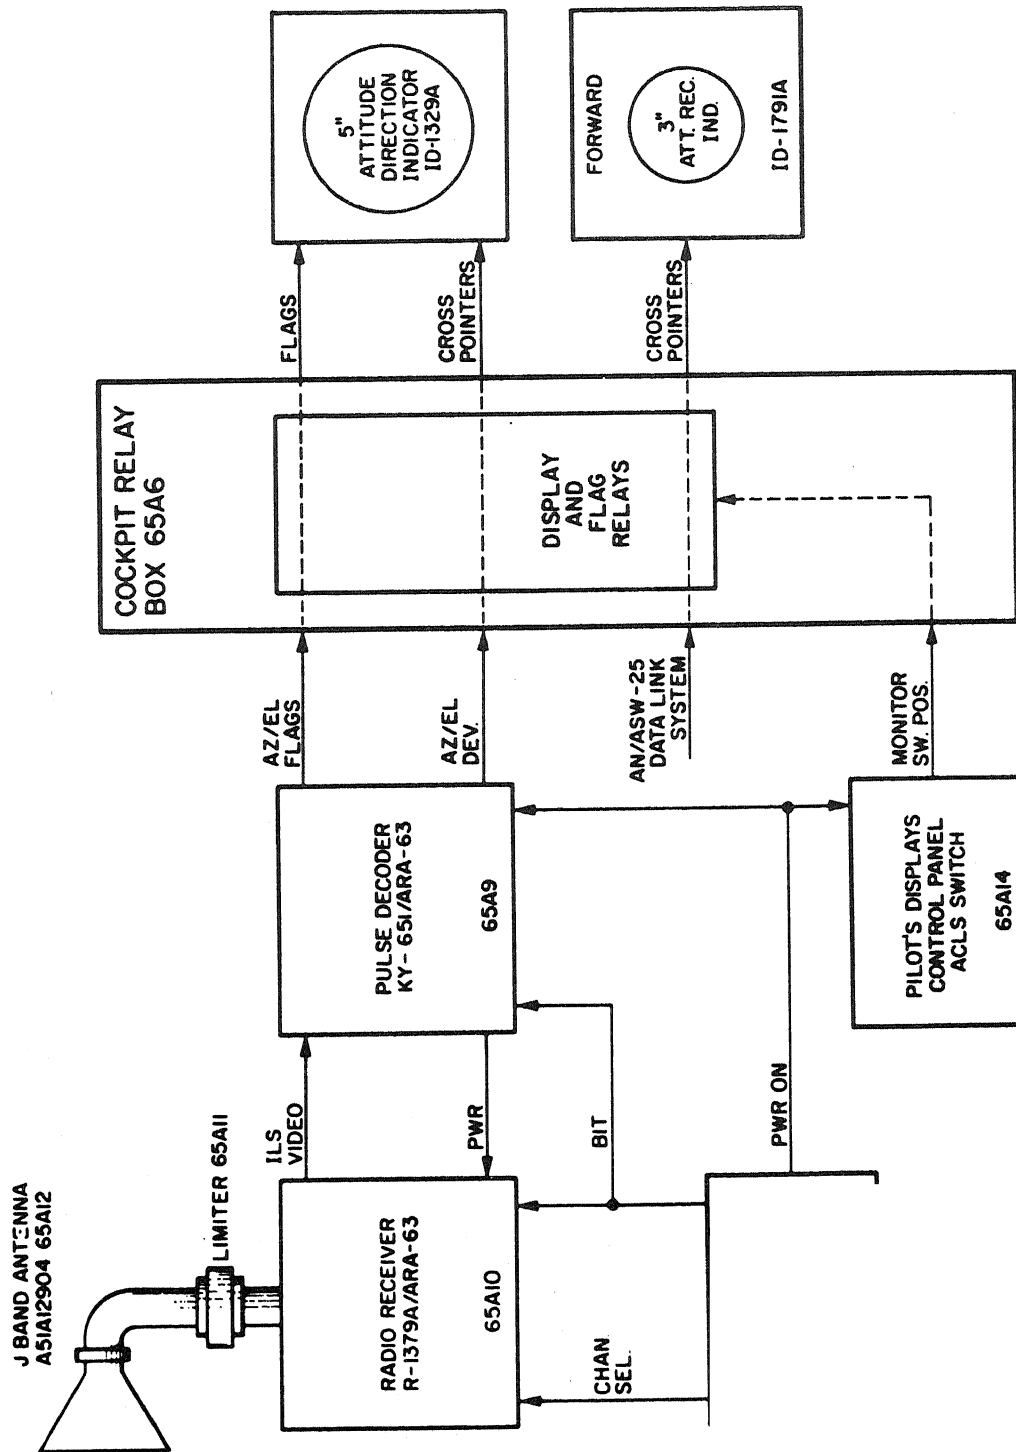 J BAND ANTENNA
A51A12904 65A12
LIMITER 65A11
RADIO RECEIVER
R-1379A/ARA-63
65A10
CHAN
SEL.
ILS
VIDEO
PWR
BIT
PWR ON
PULSE DECODER
KY-651/ARA-63
65A9
PILOT'S DISPLAYS
CONTROL PANEL
ACLS SWITCH
65A14
AZ/EL
FLAGS
AZ/EL
DEV.
AN/ASW-25
DATA LINK
SYSTEM
MONITOR
SW. POS.
COCKPIT RELAY
BOX 65A6
DISPLAY
AND
FLAG
RELAYS
FLAGS
CROSS
POINTERS
CROSS
POINTERS
5"
ATTITUDE
DIRECTION
INDICATOR
ID-1329A
FORWARD
3"
ATT. REC.
IND.
ID-1791A